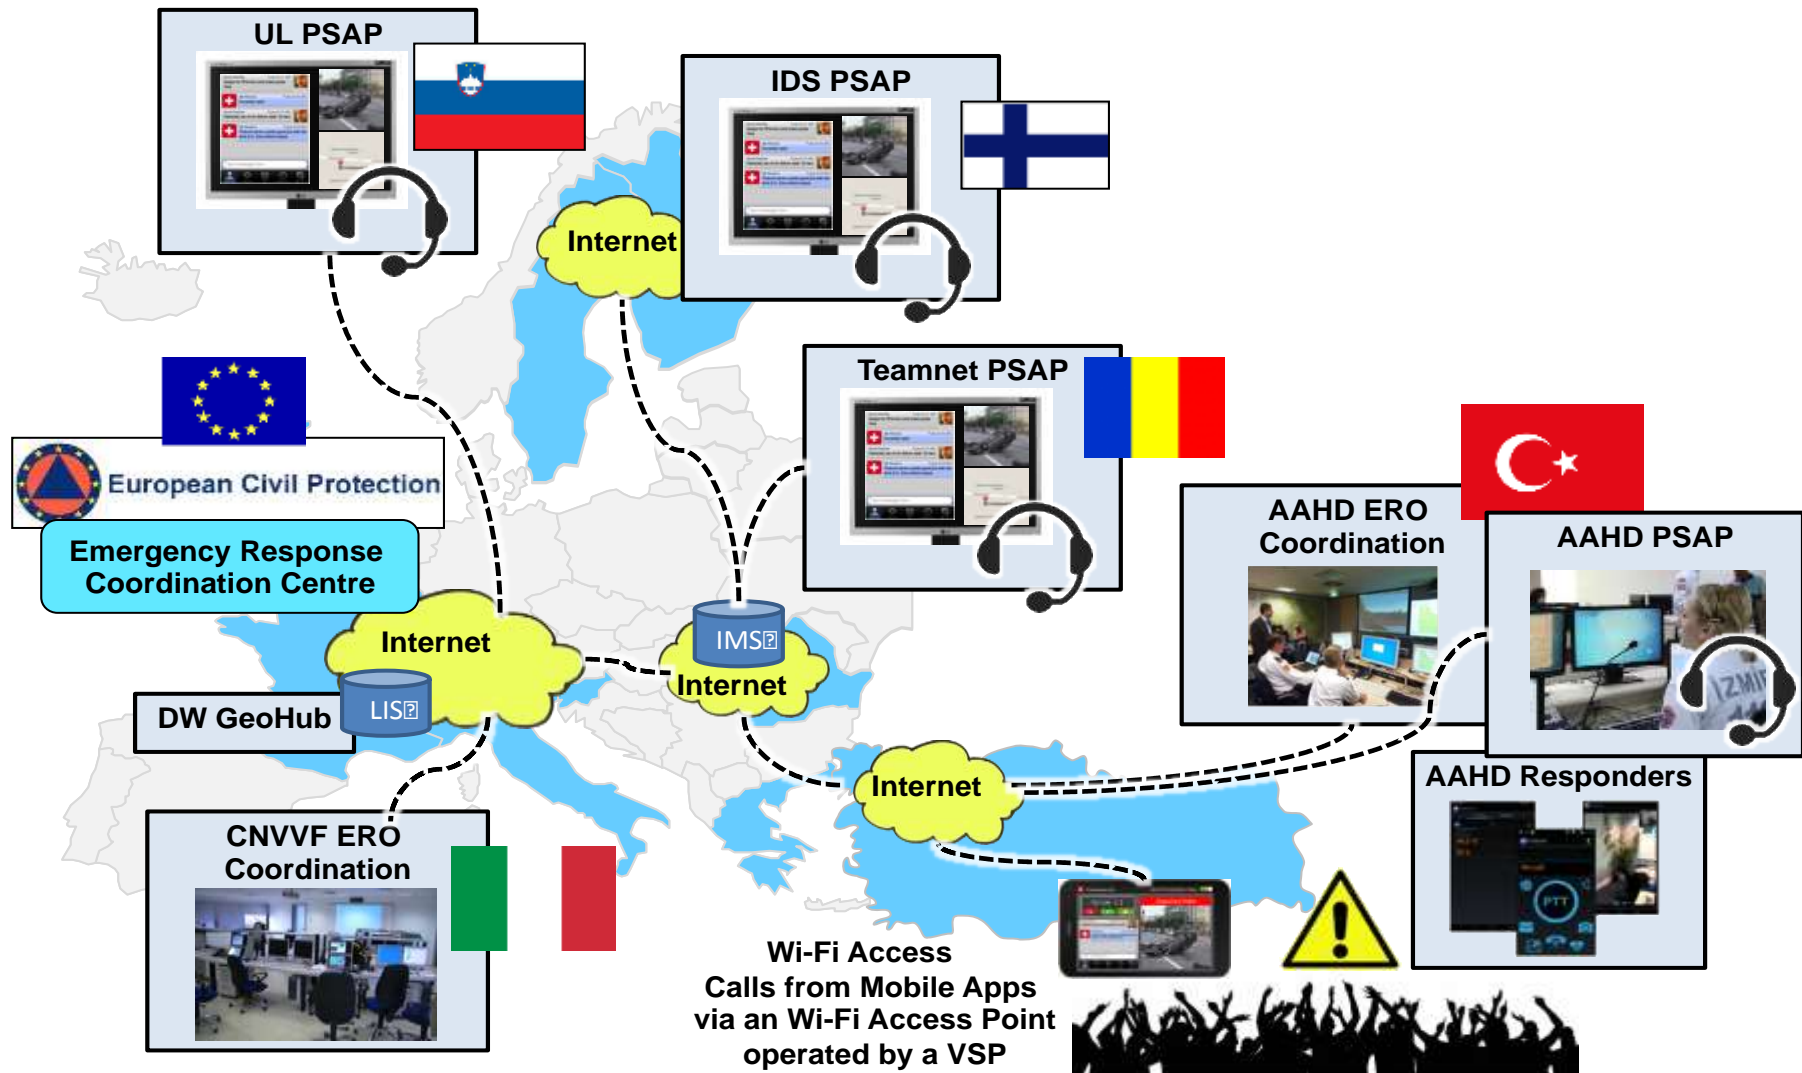 UL PSAP
IDS PSAP
Internet
Teamnet PSAP
European Civil Protection
Emergency Response
Coordination Centre
AAHD ERO
Coordination
AAHD PSAP
IZMIR
Internet
IMS
Internet
LIS
DW GeoHub
Internet
AAHD Responders
PTT
CNVVF ERO
Coordination
Wi-Fi Access
Calls from Mobile Apps
via an Wi-Fi Access Point
operated by a VSP